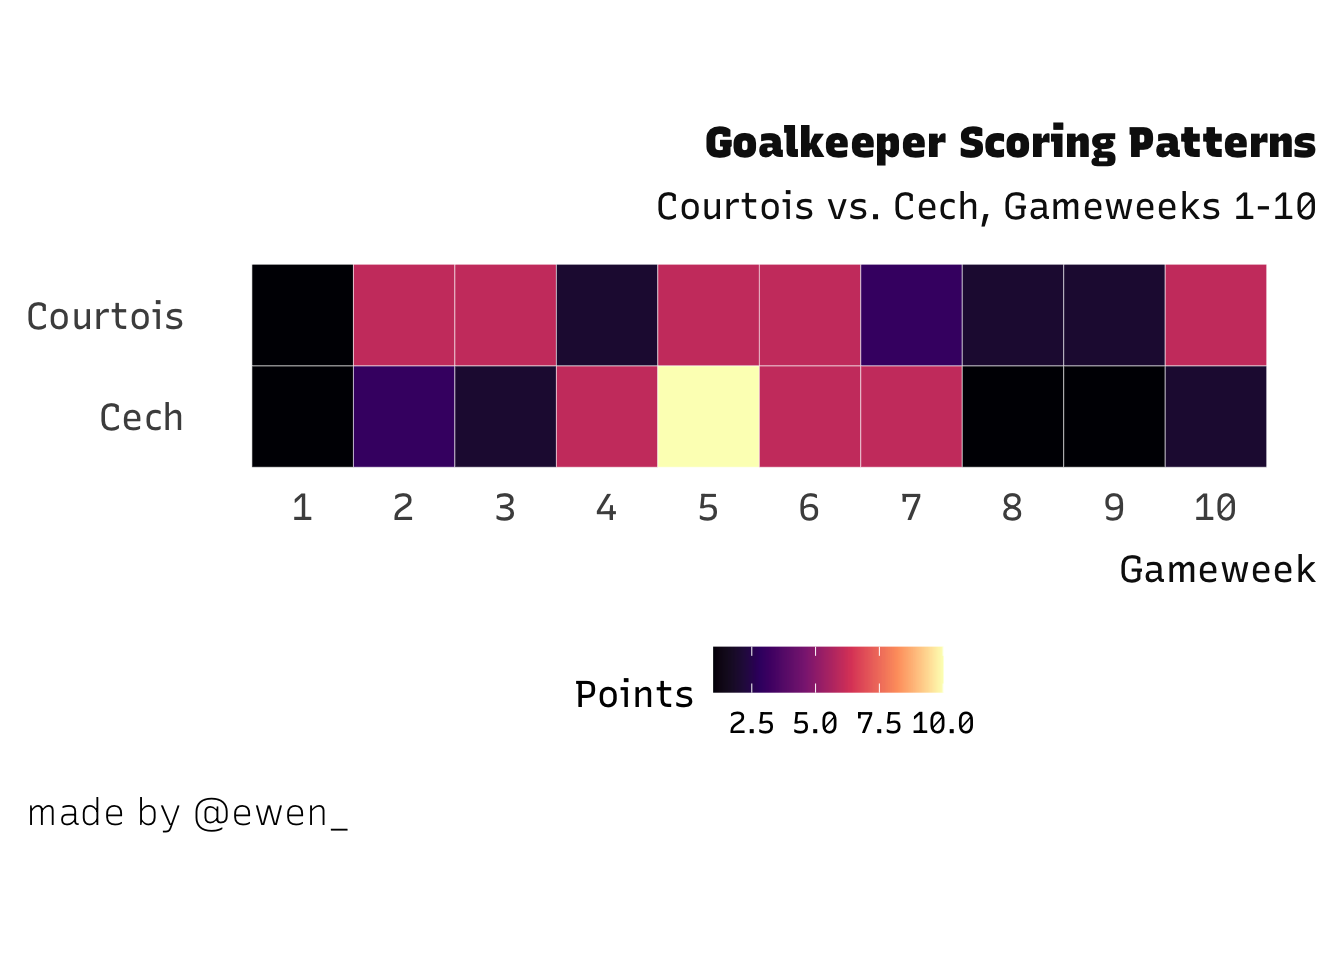 Goalkeeper Scoring Patterns
Courtois vs. Cech, Gameweeks 1-10
Courtois
Cech
1 2 3 4 5 6 7 8 9 10
Gameweek
Points
2.5 5.0 7.5 10.0
made by @ewen_